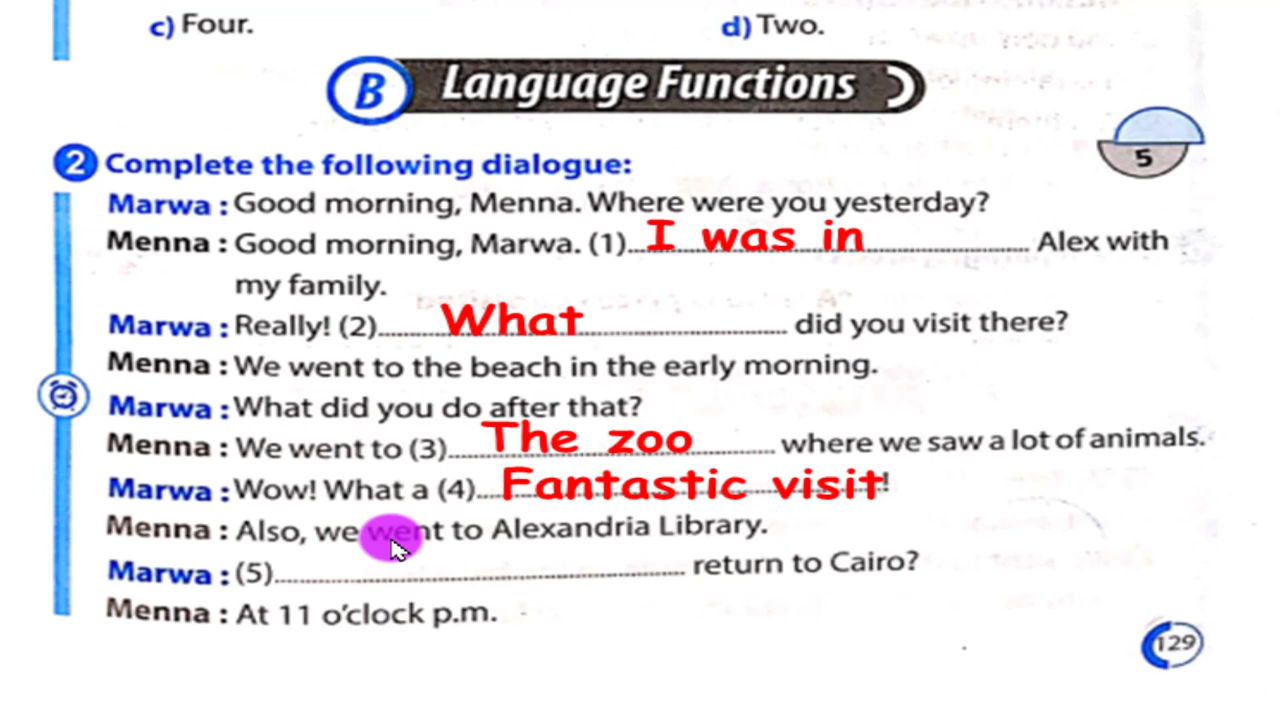 c) Four. d) Two.
B Language Functions
5
2 Complete the following dialogue:
Marwa : Good morning, Menna. Where were you yesterday?
Menna : Good morning, Marwa. (1)...I was in... Alex with
my family.
Marwa : Really! (2)...What... did you visit there?
Menna : We went to the beach in the early morning.
Marwa : What did you do after that?
Menna : We went to (3)...The zoo... where we saw a lot of animals.
Marwa : Wow! What a (4)...Fantastic visit!
Menna : Also, we went to Alexandria Library.
Marwa : (5)... return to Cairo?
Menna : At 11 o'clock p.m.
129